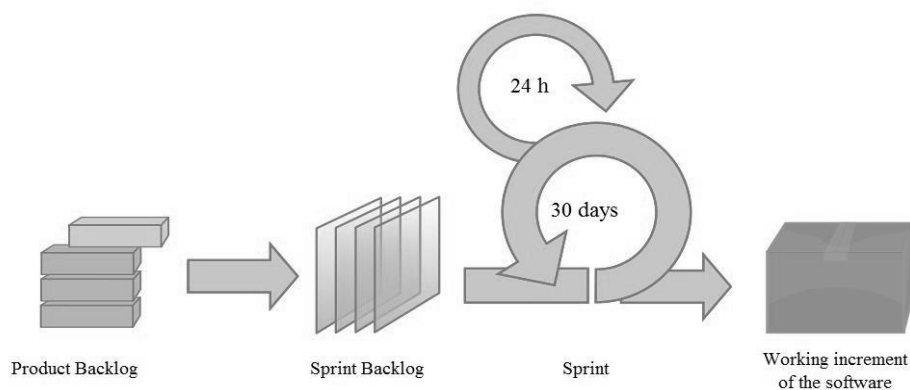 24 h
30 days
Product Backlog
Sprint Backlog
Sprint
Working increment
of the software